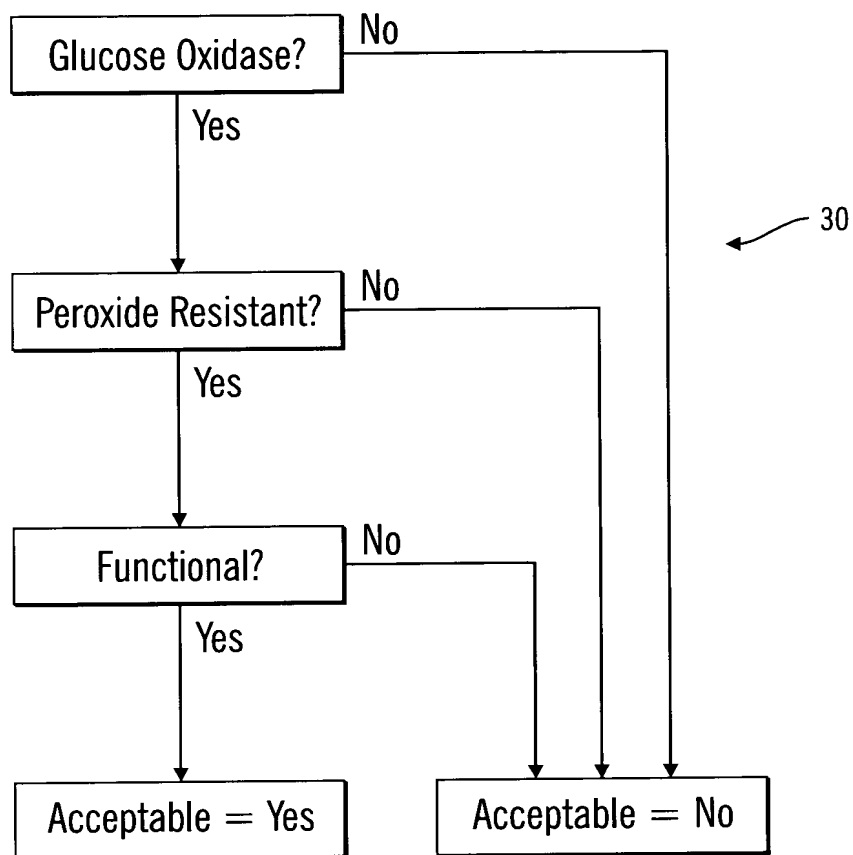 Glucose Oxidase?
No
Yes
30
Peroxide Resistant?
No
Yes
Functional?
No
Yes
Acceptable = Yes
Acceptable = No